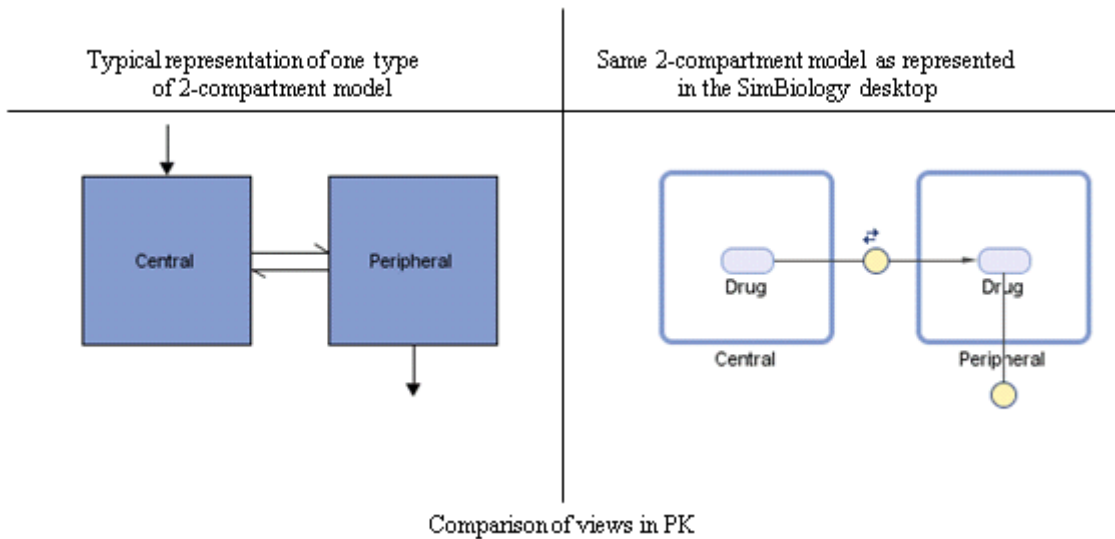 Typical representation of one type
of 2-compartment model
Same 2-compartment model as represented
in the SimBiology desktop
Central
Peripheral
Drug
Drug
Central
Peripheral
Comparison of views in PK